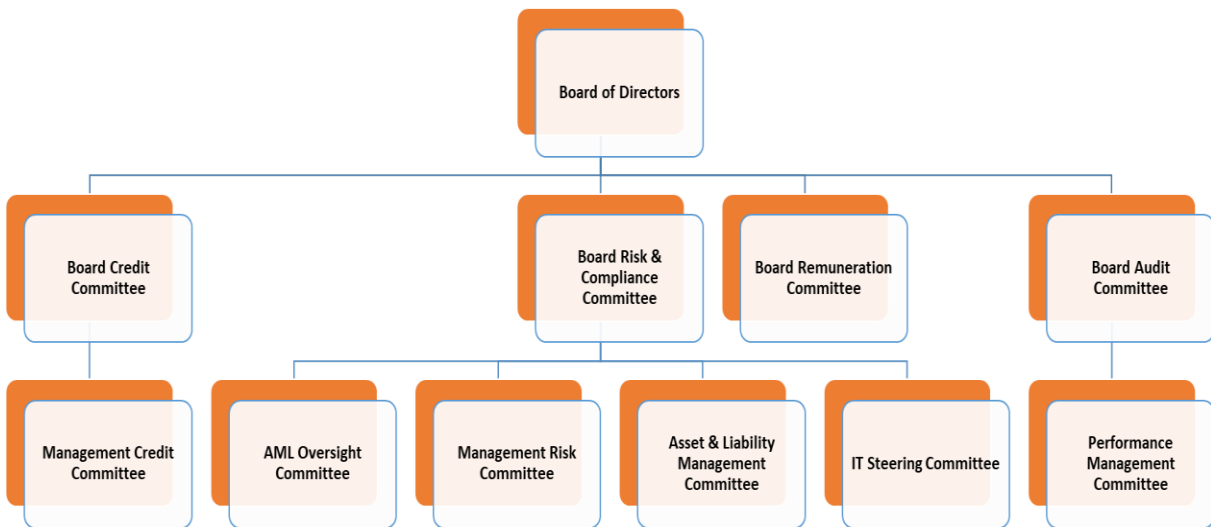 Board of Directors
Board Credit
Committee
Board Risk &
Compliance
Committee
Board Remuneration
Committee
Board Audit
Committee
Management Credit
Committee
AML Oversight
Committee
Management Risk
Committee
Asset & Liability
Management
Committee
IT Steering Committee
Performance
Management
Committee